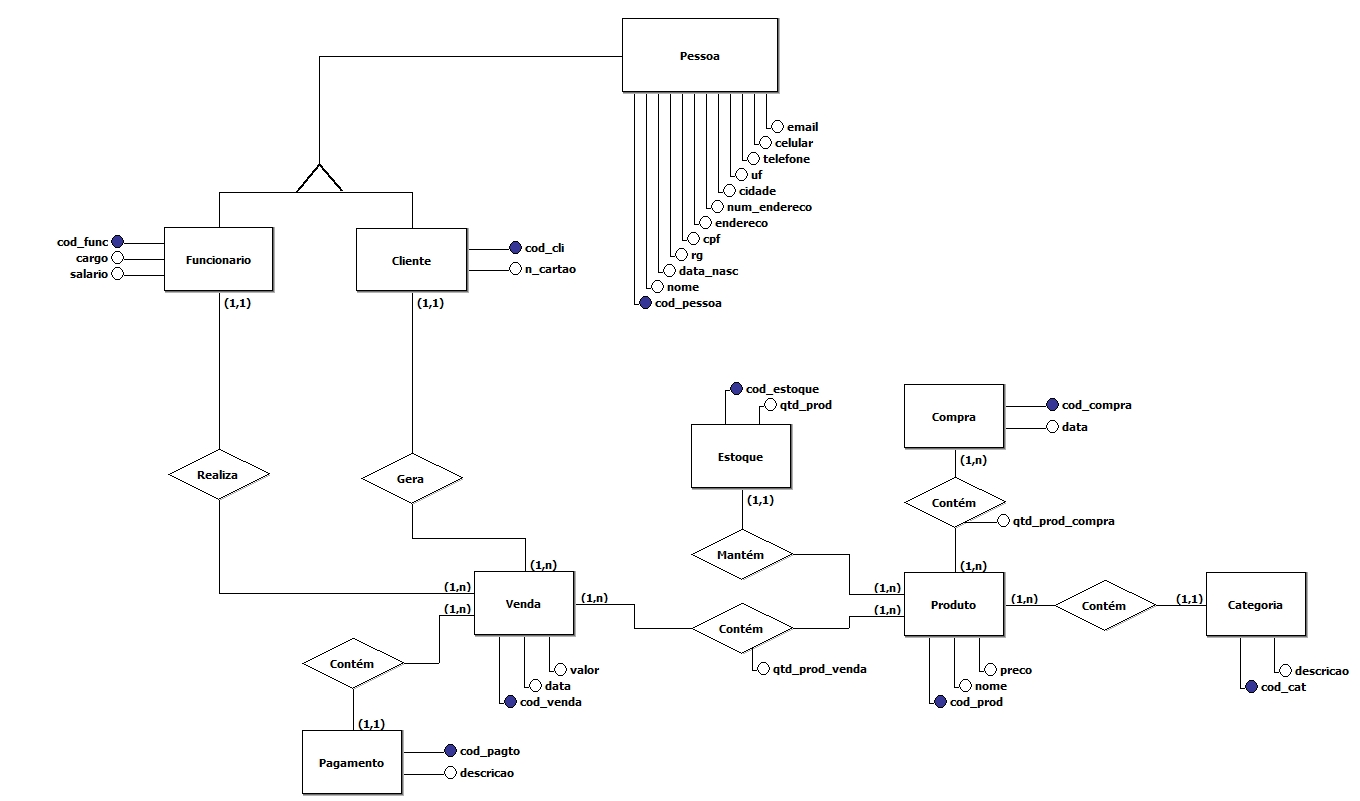 Pessoa
email
celular
telefone
uf
cidade
num_endereco
endereco
cpf
rg
data_nasc
nome
cod_pessoa
cod_func
cargo
salario
Funcionario
(1,1)
Cliente
cod_cli
n_cartao
(1,1)
Realiza
Gera
cod_estoque
qtd_prod
Estoque
(1,1)
Mantém
Compra
cod_compra
data
(1,n)
Contém
qtd_prod_compra
(1,n)
(1,n)
(1,n)
(1,n)
Venda
(1,n)
Contém
qtd_prod_venda
(1,n)
(1,n)
Produto
(1,n)
Contém
(1,1)
Categoria
valor
data
cod_venda
preco
nome
cod_prod
descricao
cod_cat
Contém
(1,1)
Pagamento
cod_pagto
descricao